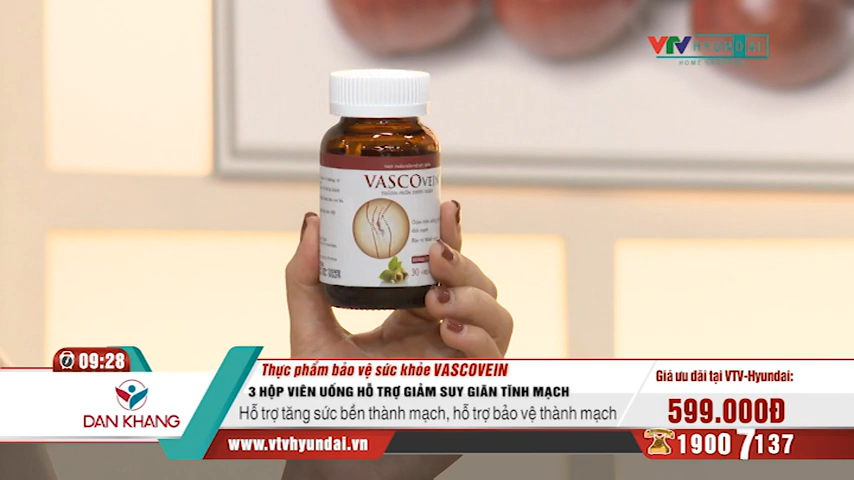 VTV HYUNDAI
VASCOVEIN
30
09:28
Thực phẩm bảo vệ sức khỏe VASCOVEIN
3 HỘP VIÊN UỐNG HỖ TRỢ GIẢM SUY GIÃN TĨNH MẠCH
Hỗ trợ tăng sức bền thành mạch, hỗ trợ bảo vệ thành mạch
DAN KHANG
www.vtvhyundai.vn
Giá ưu đãi tại VTV-Hyundai:
599.000Đ
1900 7137